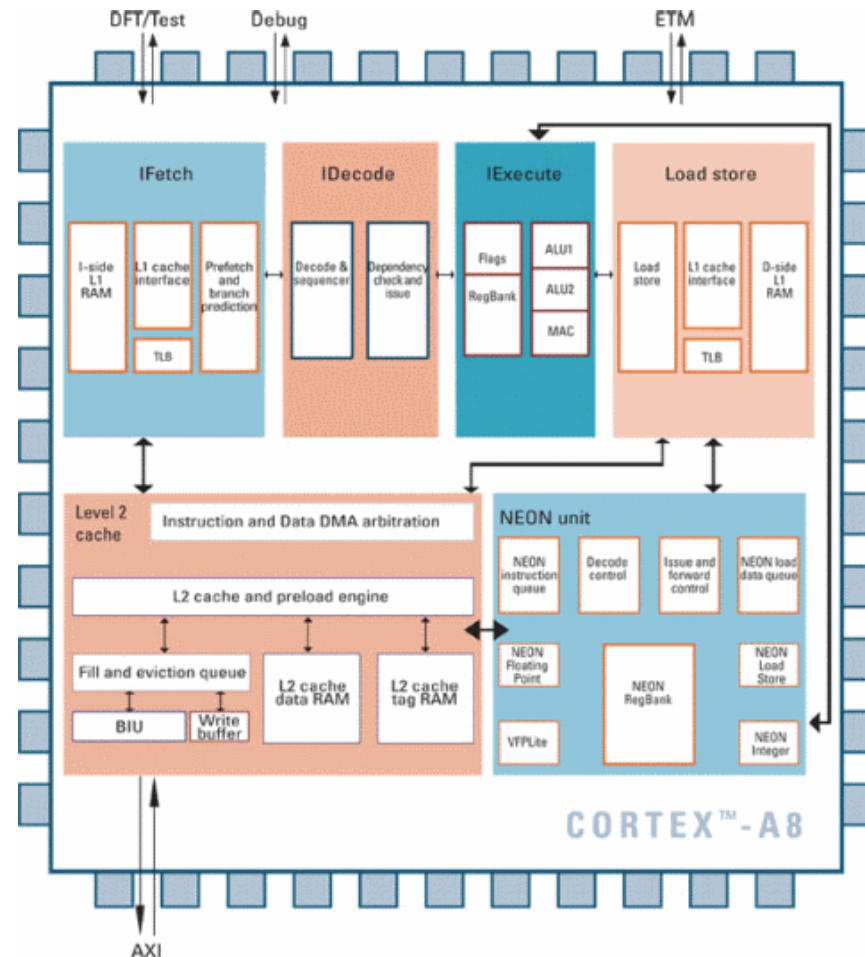 DFT/Test
Debug
ETM
IFetch
IDecode
IExecute
Load store
I-side
L1
RAM
L1 cache
interface
TLB
Prefetch
and
branch
prediction
Decode &
sequencer
Dependency
check and
issue
Flags
RegBank
ALU1
ALU2
MAC
Load
store
L1 cache
interface
TLB
D-side
L1
RAM
Level 2
cache
Instruction and Data DMA arbitration
L2 cache and preload engine
Fill and eviction queue
BIU
Write
buffer
L2 cache
data RAM
L2 cache
tag RAM
NEON unit
NEON
instruction
queue
Decode
control
Issue and
forward
control
NEON load
data queue
NEON
Floating
Point
NEON
RegBank
NEON
Load
Store
VFPLite
NEON
Integer
CORTEX™-A8
AXI